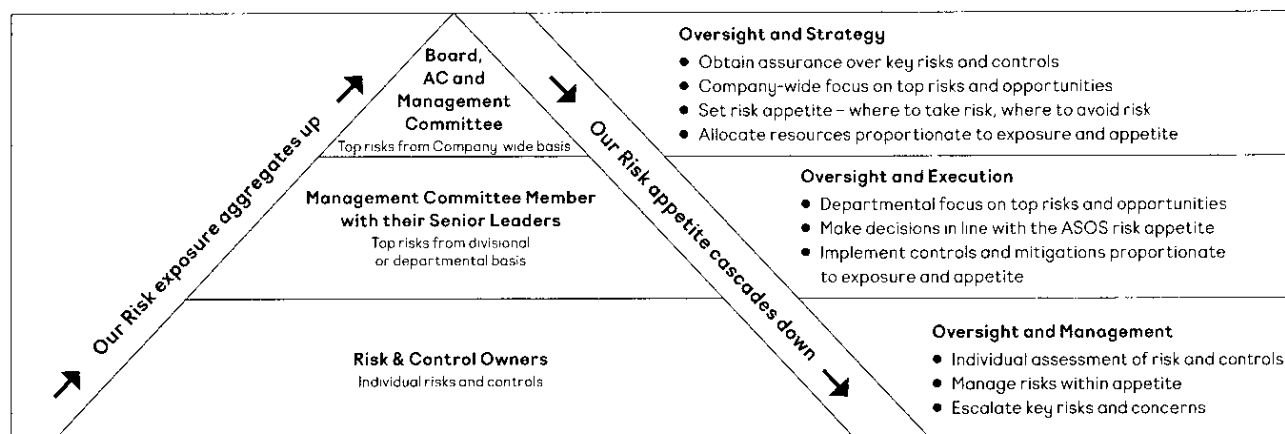 Our Risk exposure aggregates up
Board,
AC and
Management
Committee
Top risks from Company wide basis
Management Committee Member
with their Senior Leaders
Top risks from divisional
or departmental basis
Risk & Control Owners
Individual risks and controls
Our Risk appetite cascades down
Oversight and Strategy
● Obtain assurance over key risks and controls
● Company-wide focus on top risks and opportunities
● Set risk appetite – where to take risk, where to avoid risk
● Allocate resources proportionate to exposure and appetite
Oversight and Execution
● Departmental focus on top risks and opportunities
● Make decisions in line with the ASOS risk appetite
● Implement controls and mitigations proportionate
to exposure and appetite
Oversight and Management
● Individual assessment of risk and controls
● Manage risks within appetite
● Escalate key risks and concerns